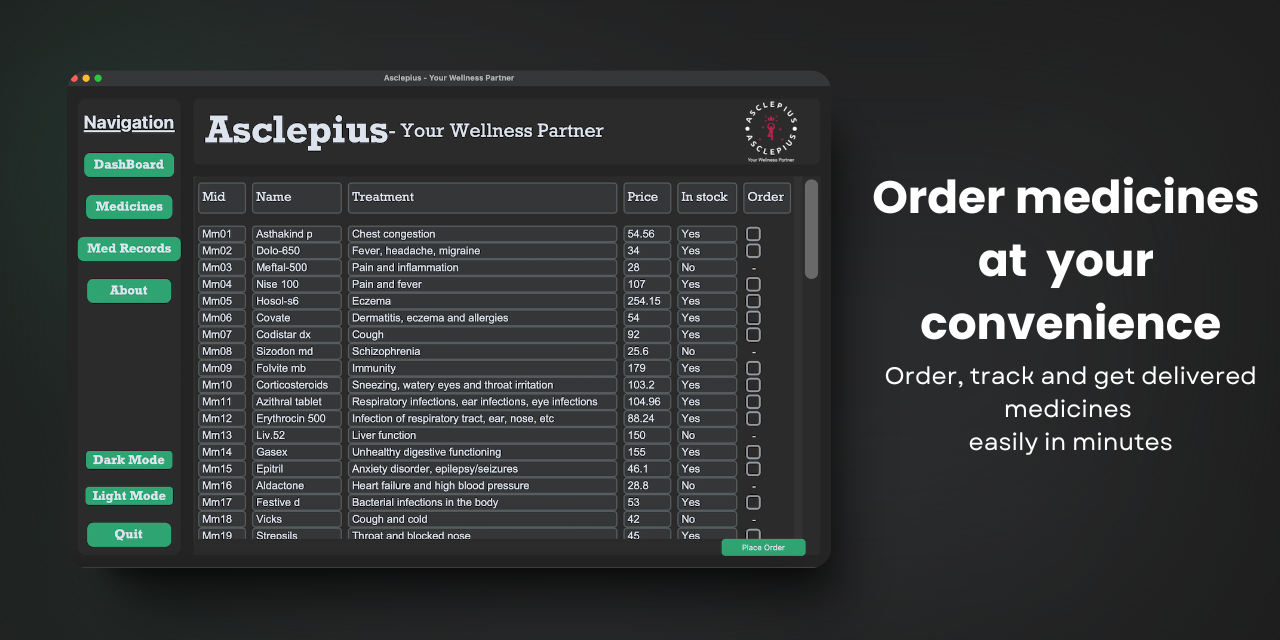 Asclepius - Your Wellness Partner
Navigation
DashBoard
Medicines
Med Records
About
Dark Mode
Light Mode
Quit
Asclepius- Your Wellness Partner
ASCLEPIUS
ASCLEPIUS
Your Wellness Partner
Mid Name Treatment Price In stock Order
Mm01 Asthakind p Chest congestion 54.56 Yes
Mm02 Dolo-650 Fever, headache, migraine 34 Yes
Mm03 Meftal-500 Pain and inflammation 28 No -
Mm04 Nise 100 Pain and fever 107 Yes
Mm05 Hosol-s6 Eczema 254.15 Yes
Mm06 Covate Dermatitis, eczema and allergies 54 Yes
Mm07 Codistar dx Cough 92 Yes
Mm08 Sizodon md Schizophrenia 25.6 No -
Mm09 Folvite mb Immunity 179 Yes
Mm10 Corticosteroids Sneezing, watery eyes and throat irritation 103.2 Yes
Mm11 Azithral tablet Respiratory infections, ear infections, eye infections 104.96 Yes
Mm12 Erythrocin 500 Infection of respiratory tract, ear, nose, etc 88.24 Yes
Mm13 Liv.52 Liver function 150 No -
Mm14 Gasex Unhealthy digestive functioning 155 Yes
Mm15 Epitril Anxiety disorder, epilepsy/seizures 46.1 Yes
Mm16 Aldactone Heart failure and high blood pressure 28.8 No -
Mm17 Festive d Bacterial infections in the body 53 Yes
Mm18 Vicks Cough and cold 42 No -
Mm19 Strepsils Throat and blocked nose 45 Yes
Place Order
Order medicines
at your
convenience
Order, track and get delivered
medicines
easily in minutes